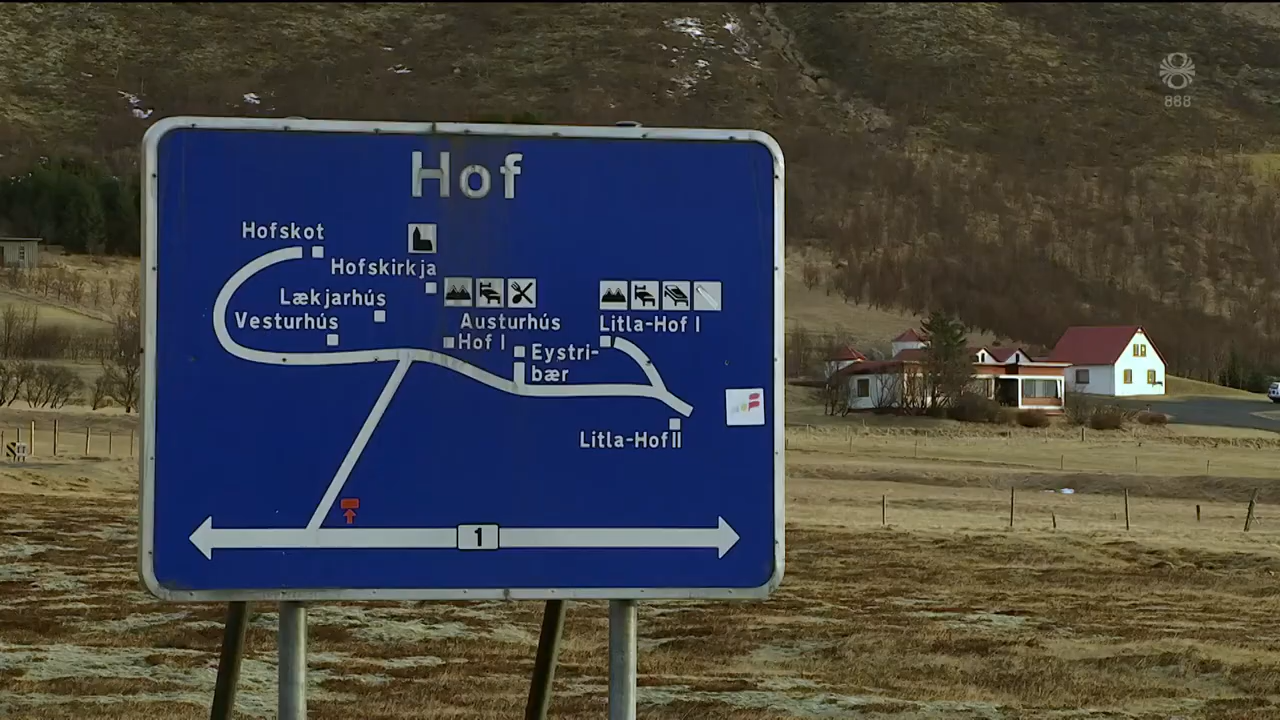 Hof
888
Hofskot
Hofskirkja
Lækjarhús
Vesturhús
Austurhús
Hof I
Litla-Hof I
Eystri-
bær
Litla-Hof II
1